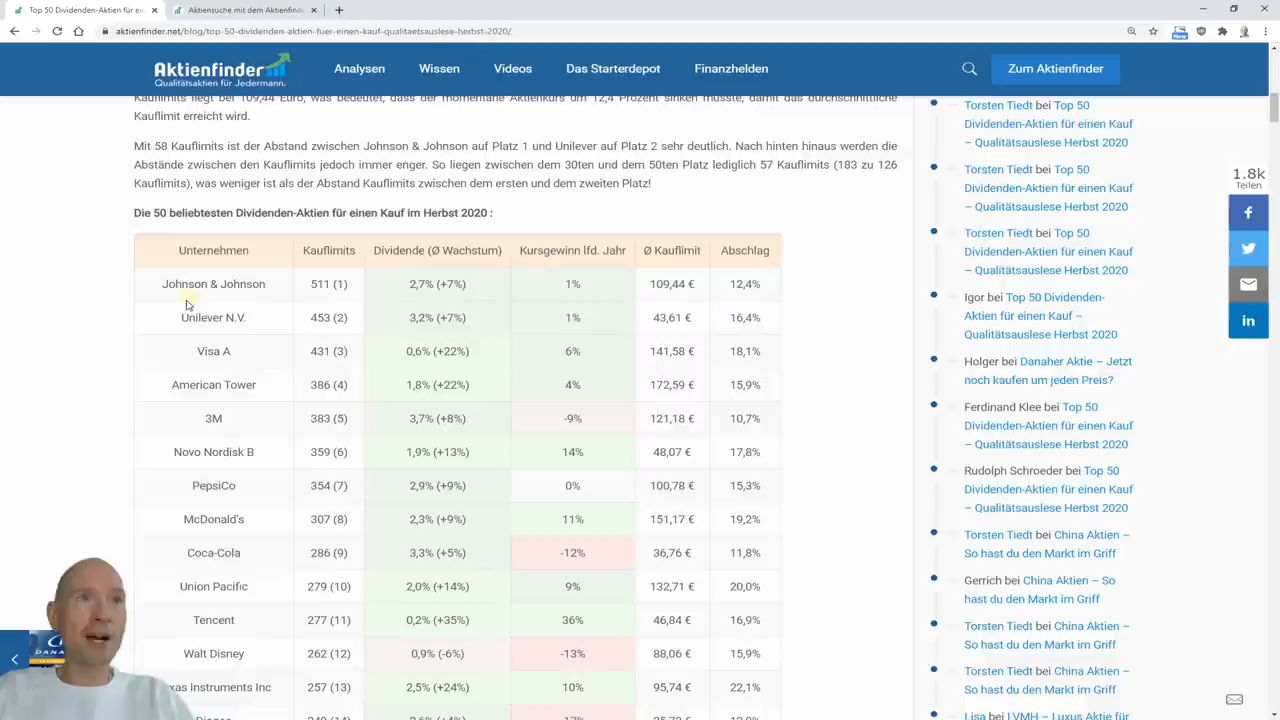 Top 50 Dividenden-Aktien für ei
Aktiensuche mit dem Aktienfinde
aktienfinder.net/blog/top-50-dividenden-aktien-fuer-einen-kauf-qualitaetsauslese-herbst-2020/
New
Aktienfinder
Qualitätsaktien für Jedermann.
Analysen
Wissen
Videos
Das Starterdepot
Finanzhelden
Zum Aktienfinder
Kauflimits liegt bei 109,44 Euro, was bedeutet, dass der momentane Aktienkurs um 12,4 Prozent sinken müsste, damit das durchschnittliche
Kauflimit erreicht wird.
Mit 58 Kauflimits ist der Abstand zwischen Johnson & Johnson auf Platz 1 und Unilever auf Platz 2 sehr deutlich. Nach hinten hinaus werden die
Abstände zwischen den Kauflimits jedoch immer enger. So liegen zwischen dem 30ten und dem 50ten Platz lediglich 57 Kauflimits (183 zu 126
Kauflimits), was weniger ist als der Abstand Kauflimits zwischen dem ersten und dem zweiten Platz!
Die 50 beliebtesten Dividenden-Aktien für einen Kauf im Herbst 2020 :
Unternehmen Kauflimits Dividende (Ø Wachstum) Kursgewinn lfd. Jahr Ø Kauflimit Abschlag
Johnson & Johnson 511 (1) 2,7% (+7%) 1% 109,44 € 12,4%
Unilever N.V. 453 (2) 3,2% (+7%) 1% 43,61 € 16,4%
Visa A 431 (3) 0,6% (+22%) 6% 141,58 € 18,1%
American Tower 386 (4) 1,8% (+22%) 4% 172,59 € 15,9%
3M 383 (5) 3,7% (+8%) -9% 121,18 € 10,7%
Novo Nordisk B 359 (6) 1,9% (+13%) 14% 48,07 € 17,8%
PepsiCo 354 (7) 2,9% (+9%) 0% 100,78 € 15,3%
McDonald's 307 (8) 2,3% (+9%) 11% 151,17 € 19,2%
Coca-Cola 286 (9) 3,3% (+5%) -12% 36,76 € 11,8%
Union Pacific 279 (10) 2,0% (+14%) 9% 132,71 € 20,0%
Tencent 277 (11) 0,2% (+35%) 36% 46,84 € 16,9%
Walt Disney 262 (12) 0,9% (-6%) -13% 88,06 € 15,9%
xas Instruments Inc 257 (13) 2,5% (+24%) 10% 95,74 € 22,1%
Torsten Tiedt bei Top 50
Dividenden-Aktien für einen Kauf
– Qualitätsauslese Herbst 2020
Torsten Tiedt bei Top 50
Dividenden-Aktien für einen Kauf
– Qualitätsauslese Herbst 2020
Torsten Tiedt bei Top 50
Dividenden-Aktien für einen Kauf
– Qualitätsauslese Herbst 2020
Igor bei Top 50 Dividenden-
Aktien für einen Kauf –
Qualitätsauslese Herbst 2020
Holger bei Danaher Aktie – Jetzt
noch kaufen um jeden Preis?
Ferdinand Klee bei Top 50
Dividenden-Aktien für einen Kauf
– Qualitätsauslese Herbst 2020
Rudolph Schroeder bei Top 50
Dividenden-Aktien für einen Kauf
– Qualitätsauslese Herbst 2020
Torsten Tiedt bei China Aktien –
So hast du den Markt im Griff
Gerrich bei China Aktien – So
hast du den Markt im Griff
Torsten Tiedt bei China Aktien –
So hast du den Markt im Griff
Torsten Tiedt bei China Aktien –
So hast du den Markt im Griff
Lisa bei LVMH – Luxus Aktie für
1.8k
Teilen
DANA